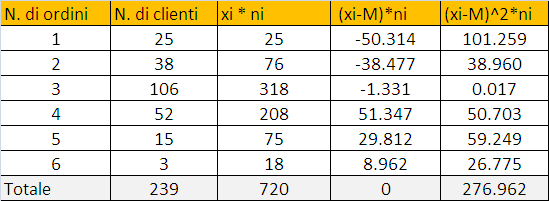 N. di ordini N. di clienti xi * ni (xi-M)*ni (xi-M)^2*ni
1 25 25 -50.314 101.259
2 38 76 -38.477 38.960
3 106 318 -1.331 0.017
4 52 208 51.347 50.703
5 15 75 29.812 59.249
6 3 18 8.962 26.775
Totale 239 720 0 276.962